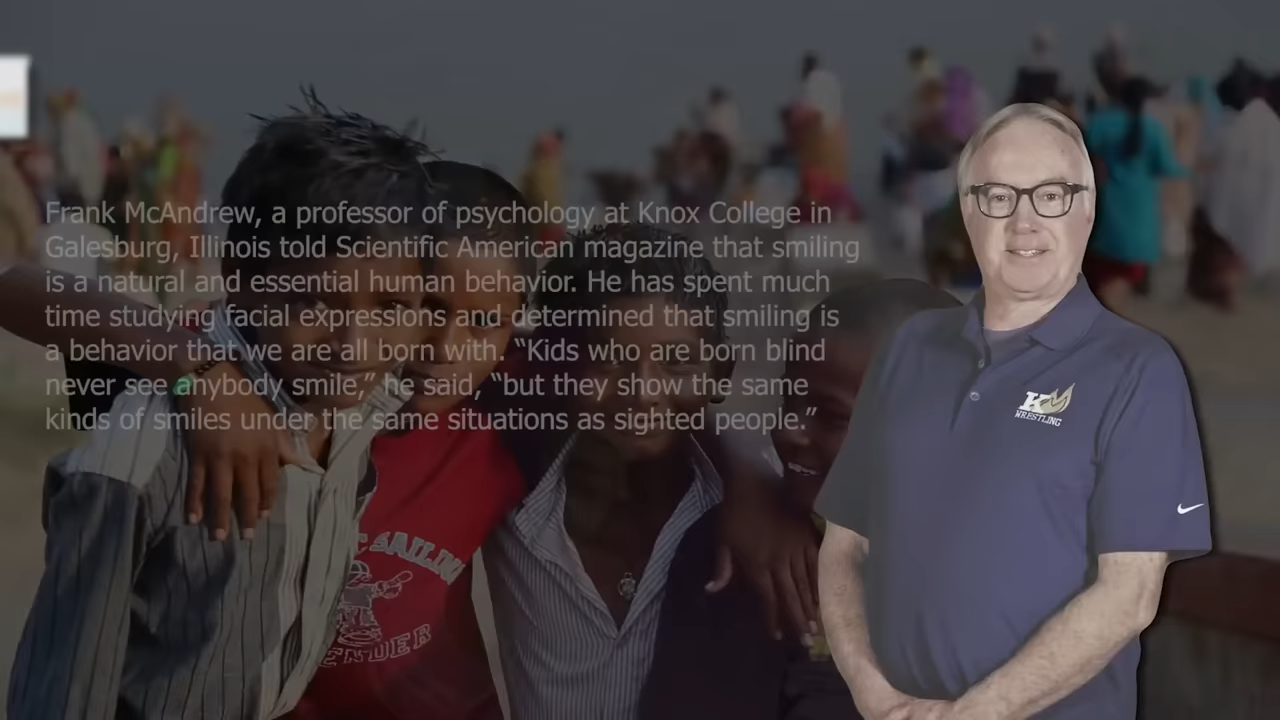 Frank McAndrew, a professor of psychology at Knox College in
Galesburg, Illinois told Scientific American magazine that smiling
is a natural and essential human behavior. He has spent much
time studying facial expressions and determined that smiling is
a behavior that we are all born with. “Kids who are born blind
never see anybody smile,” he said, “but they show the same
kinds of smiles under the same situations as sighted people.”
K
WRESTLING
SAILING
ENDER